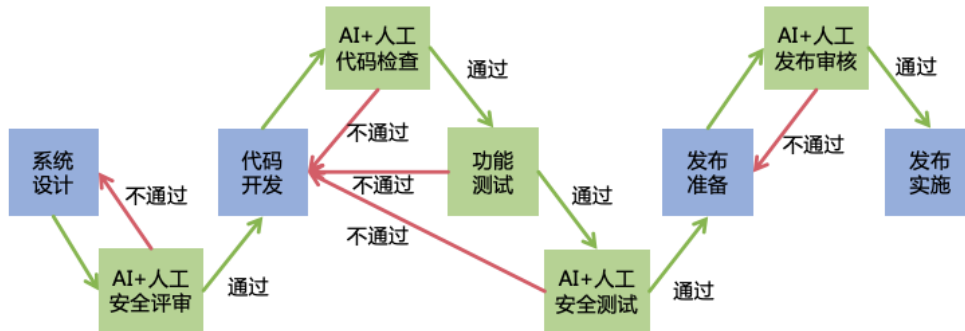 系统
设计
不通过
AI+人工
安全评审
通过
代码
开发
AI+人工
代码检查
通过
不通过
功能
测试
不通过
通过
不通过
AI+人工
安全测试
通过
发布
准备
AI+人工
发布审核
通过
不通过
发布
实施